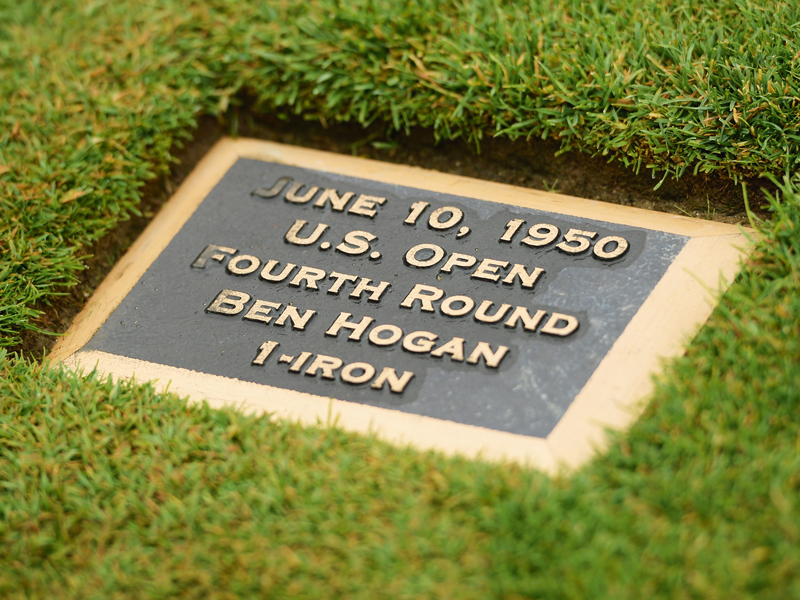 JUNE 10, 1950
U.S. OPEN
FOURTH ROUND
BEN HOGAN
1-IRON